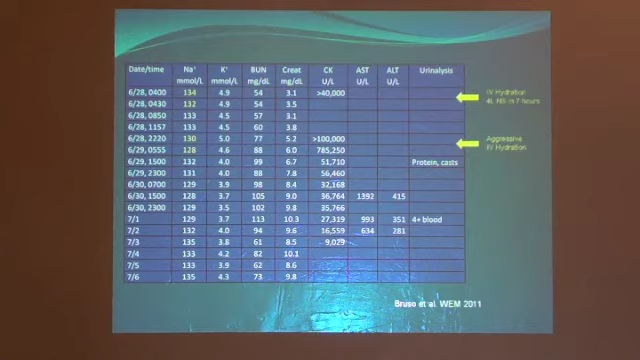 Date/time Na⁺ K⁺ BUN Creat CK AST ALT Urinalysis
mmol/L mmol/L mg/dL mg/dL U/L U/L U/L
6/28, 0400 134 4.9 54 3.1 >40,000
6/28, 0430 132 4.9 54 3.5
6/28, 0850 133 4.5 57 3.1
6/28, 1157 133 4.5 60 3.8
6/28, 2220 130 5.0 77 5.2 >100,000
6/29, 0555 128 4.6 88 6.0 785,250
6/29, 1500 132 4.0 99 6.7 51,710 Protein, casts
6/29, 2300 131 4.0 88 7.8 56,460
6/30, 0700 129 3.9 98 8.4 32,168
6/30, 1500 128 3.7 105 9.0 36,764 1392 415
6/30, 2300 129 3.5 102 9.8 35,766
7/1 129 3.7 113 10.3 27,319 993 351 4+ blood
7/2 132 4.0 94 9.6 16,559 634 281
7/3 135 3.8 61 8.5 9,029
7/4 133 4.2 82 10.1
7/5 133 3.9 62 8.6
7/6 135 4.3 73 9.8
IV Hydration
4L NS in 7 hours
Aggressive
IV Hydration
Bruso et al. WEM 2011